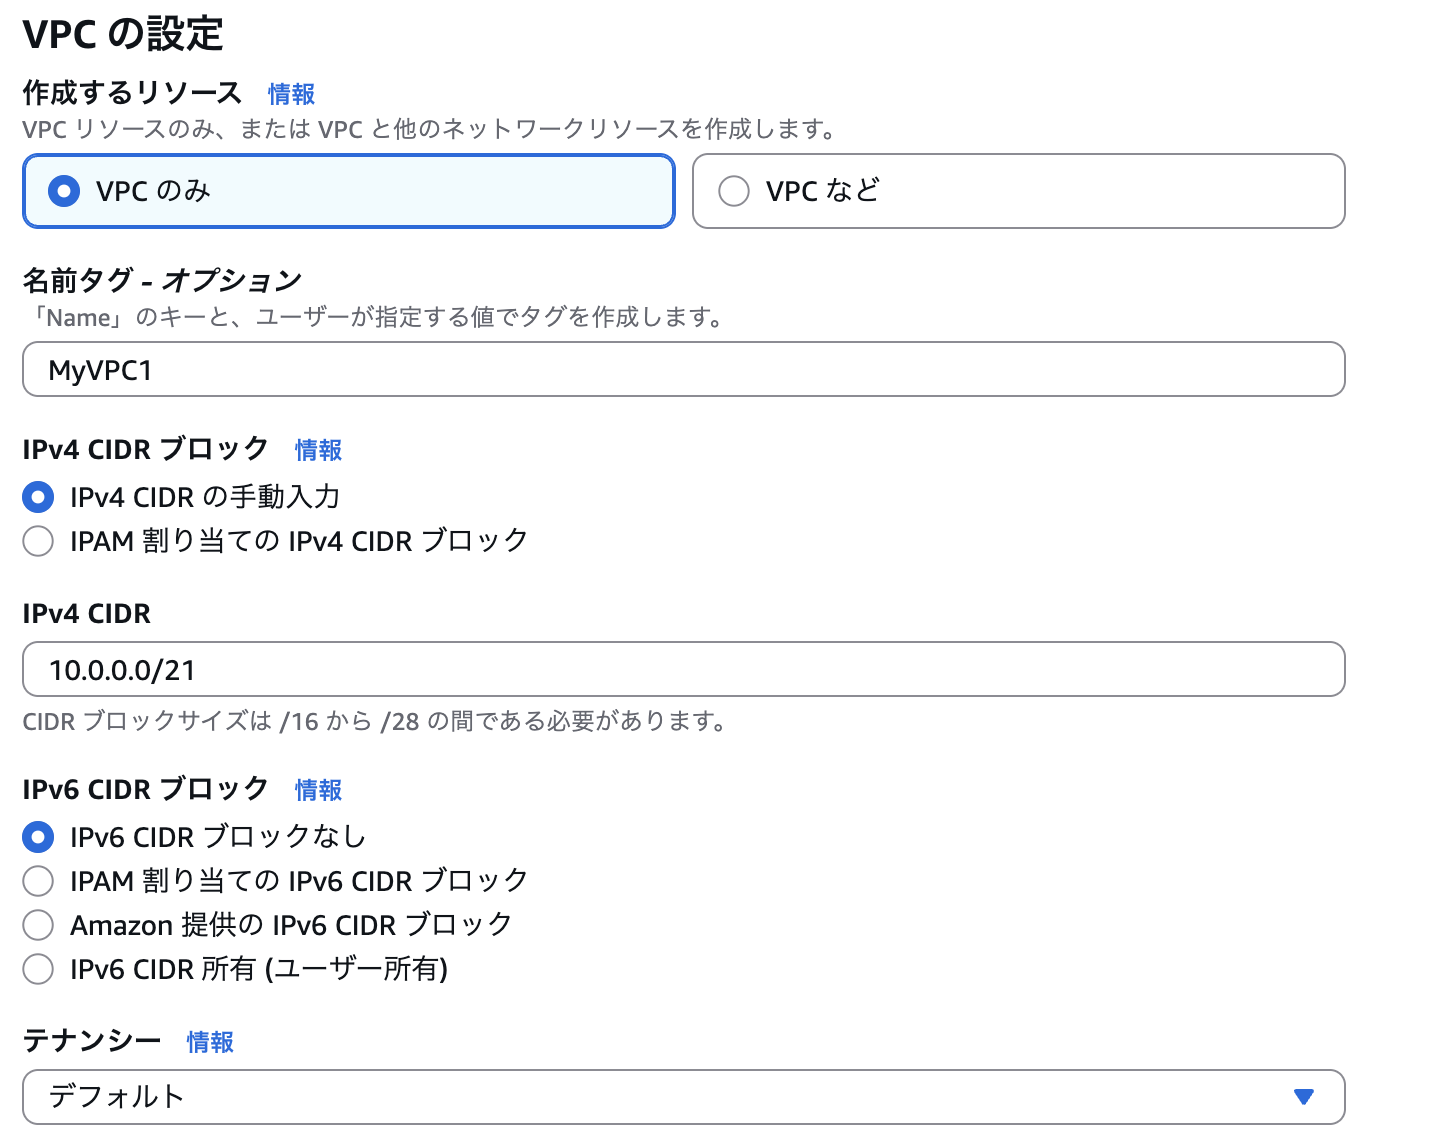 VPC の設定
作成するリソース 情報
VPC リソースのみ、または VPC と他のネットワークリソースを作成します。
VPC のみ VPC など
名前タグ - オプション
「Name」のキーと、ユーザーが指定する値でタグを作成します。
MyVPC1
IPv4 CIDR ブロック 情報
IPv4 CIDR の手動入力
IPAM 割り当ての IPv4 CIDR ブロック
IPv4 CIDR
10.0.0.0/21
CIDR ブロックサイズは /16 から /28 の間である必要があります。
IPv6 CIDR ブロック 情報
IPv6 CIDR ブロックなし
IPAM 割り当ての IPv6 CIDR ブロック
Amazon 提供の IPv6 CIDR ブロック
IPv6 CIDR 所有 (ユーザー所有)
テナンシー 情報
デフォルト